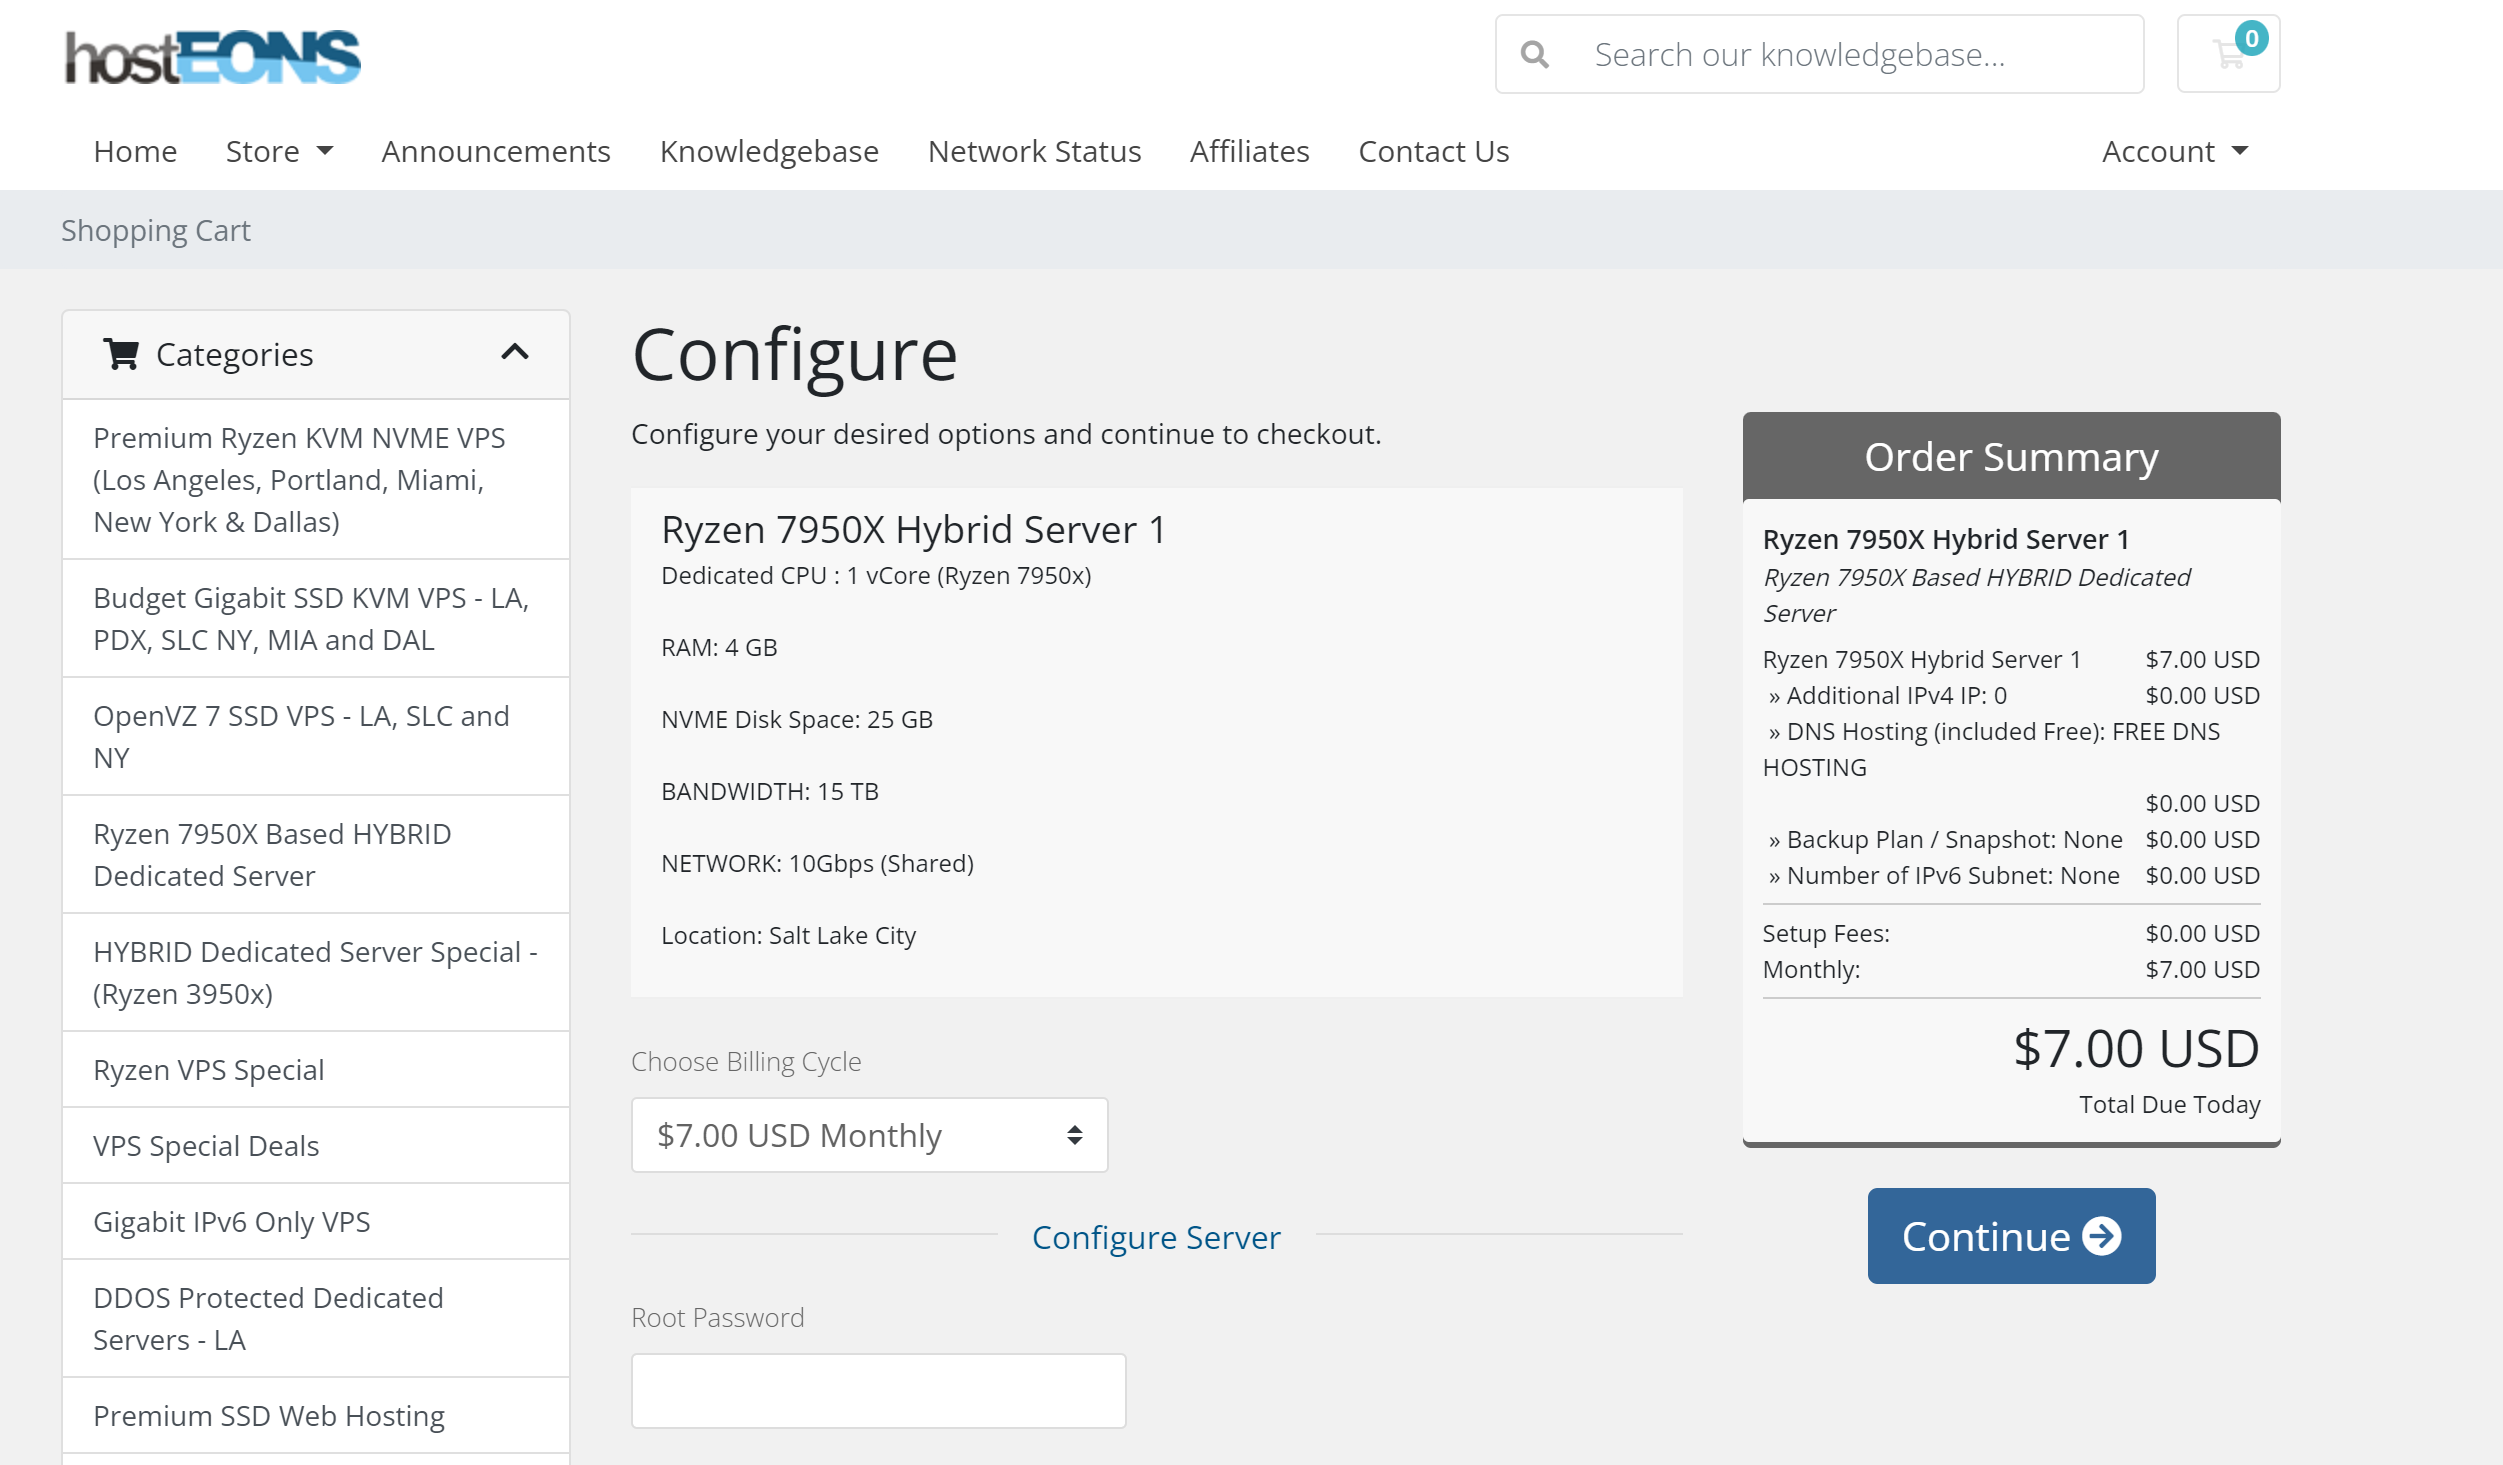 hostEONS
Search our knowledgebase...
0
Home
Store
Announcements
Knowledgebase
Network Status
Affiliates
Contact Us
Account
Shopping Cart
Categories
Premium Ryzen KVM NVME VPS
(Los Angeles, Portland, Miami,
New York & Dallas)
Budget Gigabit SSD KVM VPS - LA,
PDX, SLC NY, MIA and DAL
OpenVZ 7 SSD VPS - LA, SLC and
NY
Ryzen 7950X Based HYBRID
Dedicated Server
HYBRID Dedicated Server Special -
(Ryzen 3950x)
Ryzen VPS Special
VPS Special Deals
Gigabit IPv6 Only VPS
DDOS Protected Dedicated
Servers - LA
Premium SSD Web Hosting
Configure
Configure your desired options and continue to checkout.
Ryzen 7950X Hybrid Server 1
Dedicated CPU : 1 vCore (Ryzen 7950x)
RAM: 4 GB
NVME Disk Space: 25 GB
BANDWIDTH: 15 TB
NETWORK: 10Gbps (Shared)
Location: Salt Lake City
Choose Billing Cycle
$7.00 USD Monthly
Configure Server
Root Password
Order Summary
Ryzen 7950X Hybrid Server 1
Ryzen 7950X Based HYBRID Dedicated
Server
Ryzen 7950X Hybrid Server 1 $7.00 USD
» Additional IPv4 IP: 0 $0.00 USD
» DNS Hosting (included Free): FREE DNS
HOSTING
$0.00 USD
» Backup Plan / Snapshot: None $0.00 USD
» Number of IPv6 Subnet: None $0.00 USD
Setup Fees: $0.00 USD
Monthly: $7.00 USD
$7.00 USD
Total Due Today
Continue